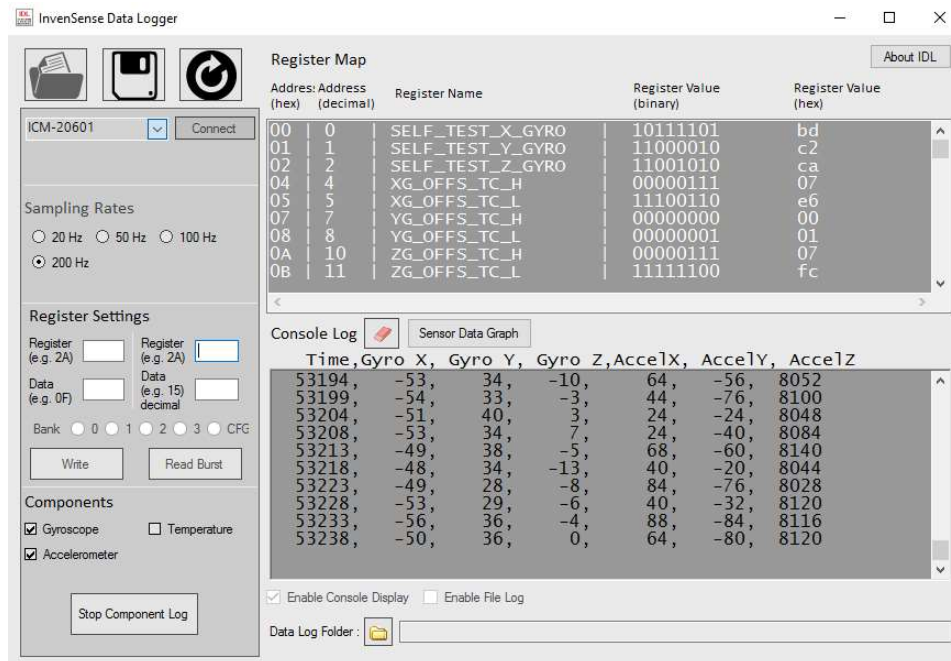 InvenSense Data Logger
About IDL
Register Map
Addres: Address Register Name Register Value Register Value
(hex) (decimal) (binary) (hex)
00 | 0 | SELF_TEST_X_GYRO | 10111101 bd
01 | 1 | SELF_TEST_Y_GYRO | 11000010 c2
02 | 2 | SELF_TEST_Z_GYRO | 11001010 ca
04 | 4 | XG_OFFS_TC_H | 00000111 07
05 | 5 | XG_OFFS_TC_L | 11100110 e6
07 | 7 | YG_OFFS_TC_H | 00000000 00
08 | 8 | YG_OFFS_TC_L | 00000001 01
0A | 10 | ZG_OFFS_TC_H | 00000111 07
0B | 11 | ZG_OFFS_TC_L | 11111100 fc
ICM-20601 Connect
Sampling Rates
20 Hz 50 Hz 100 Hz
200 Hz
Register Settings
Register Register
(e.g. 2A) (e.g. 2A)
Data Data
(e.g. 0F) (e.g. 15)
decimal
Bank 0 1 2 3 CFG
Write Read Burst
Components
Gyroscope Temperature
Accelerometer
Stop Component Log
Console Log Sensor Data Graph
Time,Gyro X, Gyro Y, Gyro Z,AccelX, AccelY, AccelZ
53194, -53, 34, -10, 64, -56, 8052
53199, -54, 33, -3, 44, -76, 8100
53204, -51, 40, 3, 24, -24, 8048
53208, -53, 34, 7, 24, -40, 8084
53213, -49, 38, -5, 68, -60, 8140
53218, -48, 34, -13, 40, -20, 8044
53223, -49, 28, -8, 84, -76, 8028
53228, -53, 29, -6, 40, -32, 8120
53233, -56, 36, -4, 88, -84, 8116
53238, -50, 36, 0, 64, -80, 8120
Enable Console Display Enable File Log
Data Log Folder :